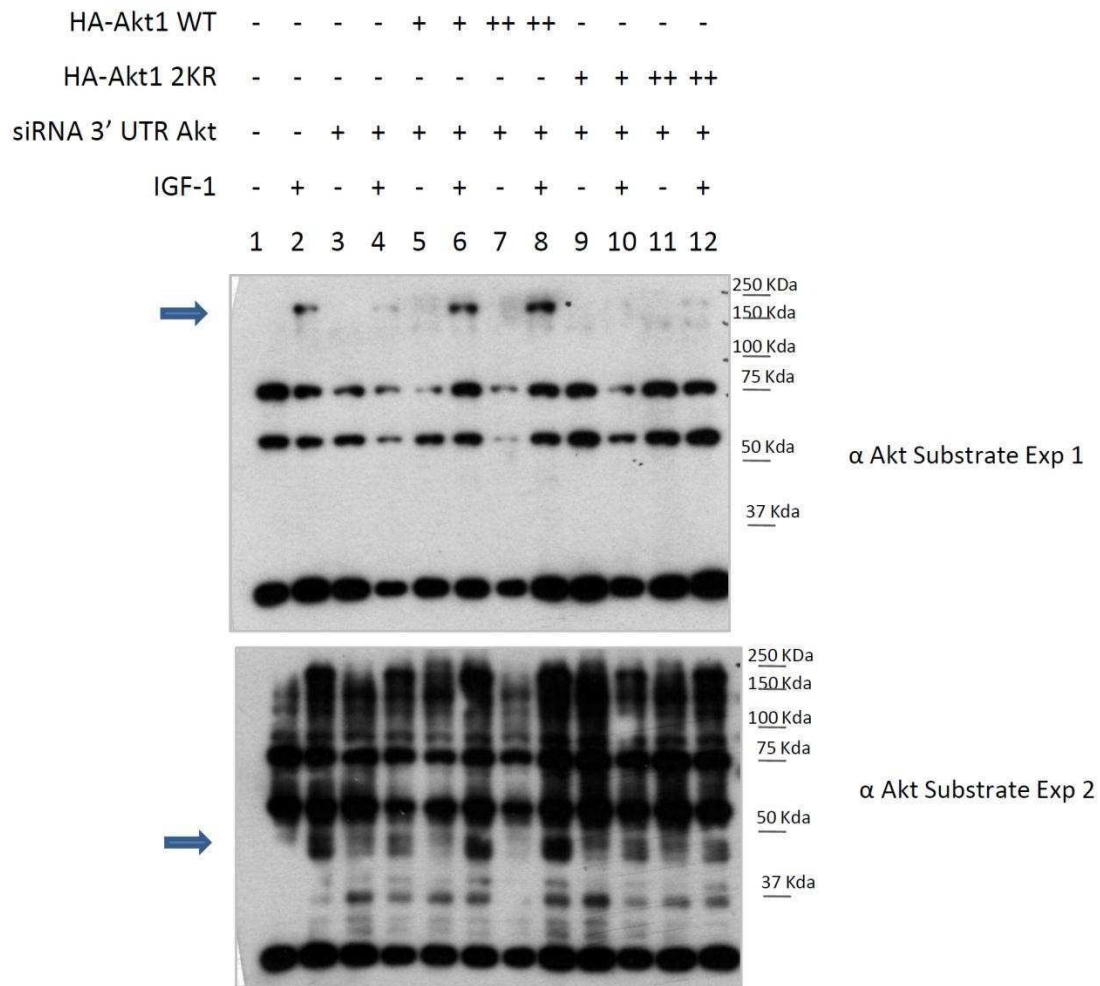 HA-Akt1 WT - - - - + + ++ ++ - - - -
HA-Akt1 2KR - - - - - - - - + + ++ ++
siRNA 3’ UTR Akt - - + + + + + + + + + +
IGF-1 - + - + - + - + - + - +
1 2 3 4 5 6 7 8 9 10 11 12
250 KDa
150 Kda
100 Kda
75 Kda
50 Kda
α Akt Substrate Exp 1
37 Kda
250 KDa
150 Kda
100 Kda
75 Kda
α Akt Substrate Exp 2
50 Kda
37 Kda